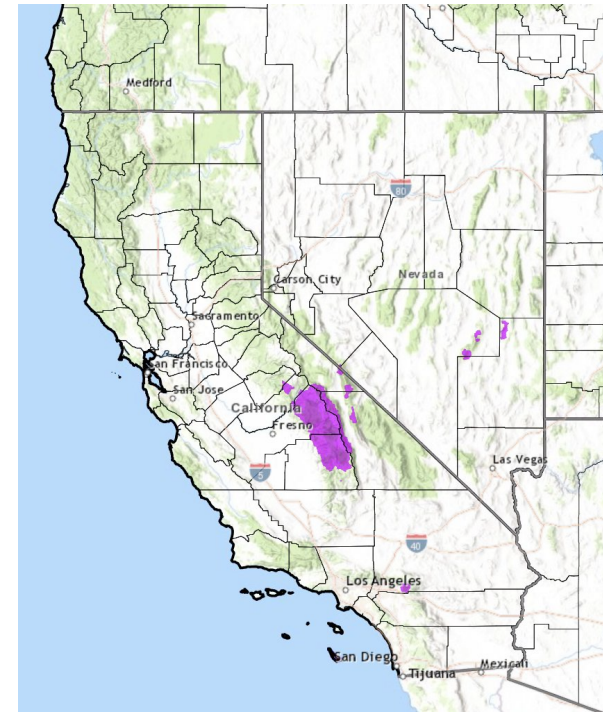 Medford
80
Carson City
Nevada
Sacramento
San Francisco
San Jose
California
Fresno
5
Las Vegas
40
Los Angeles
San Diego
Mexicali
Tijuana